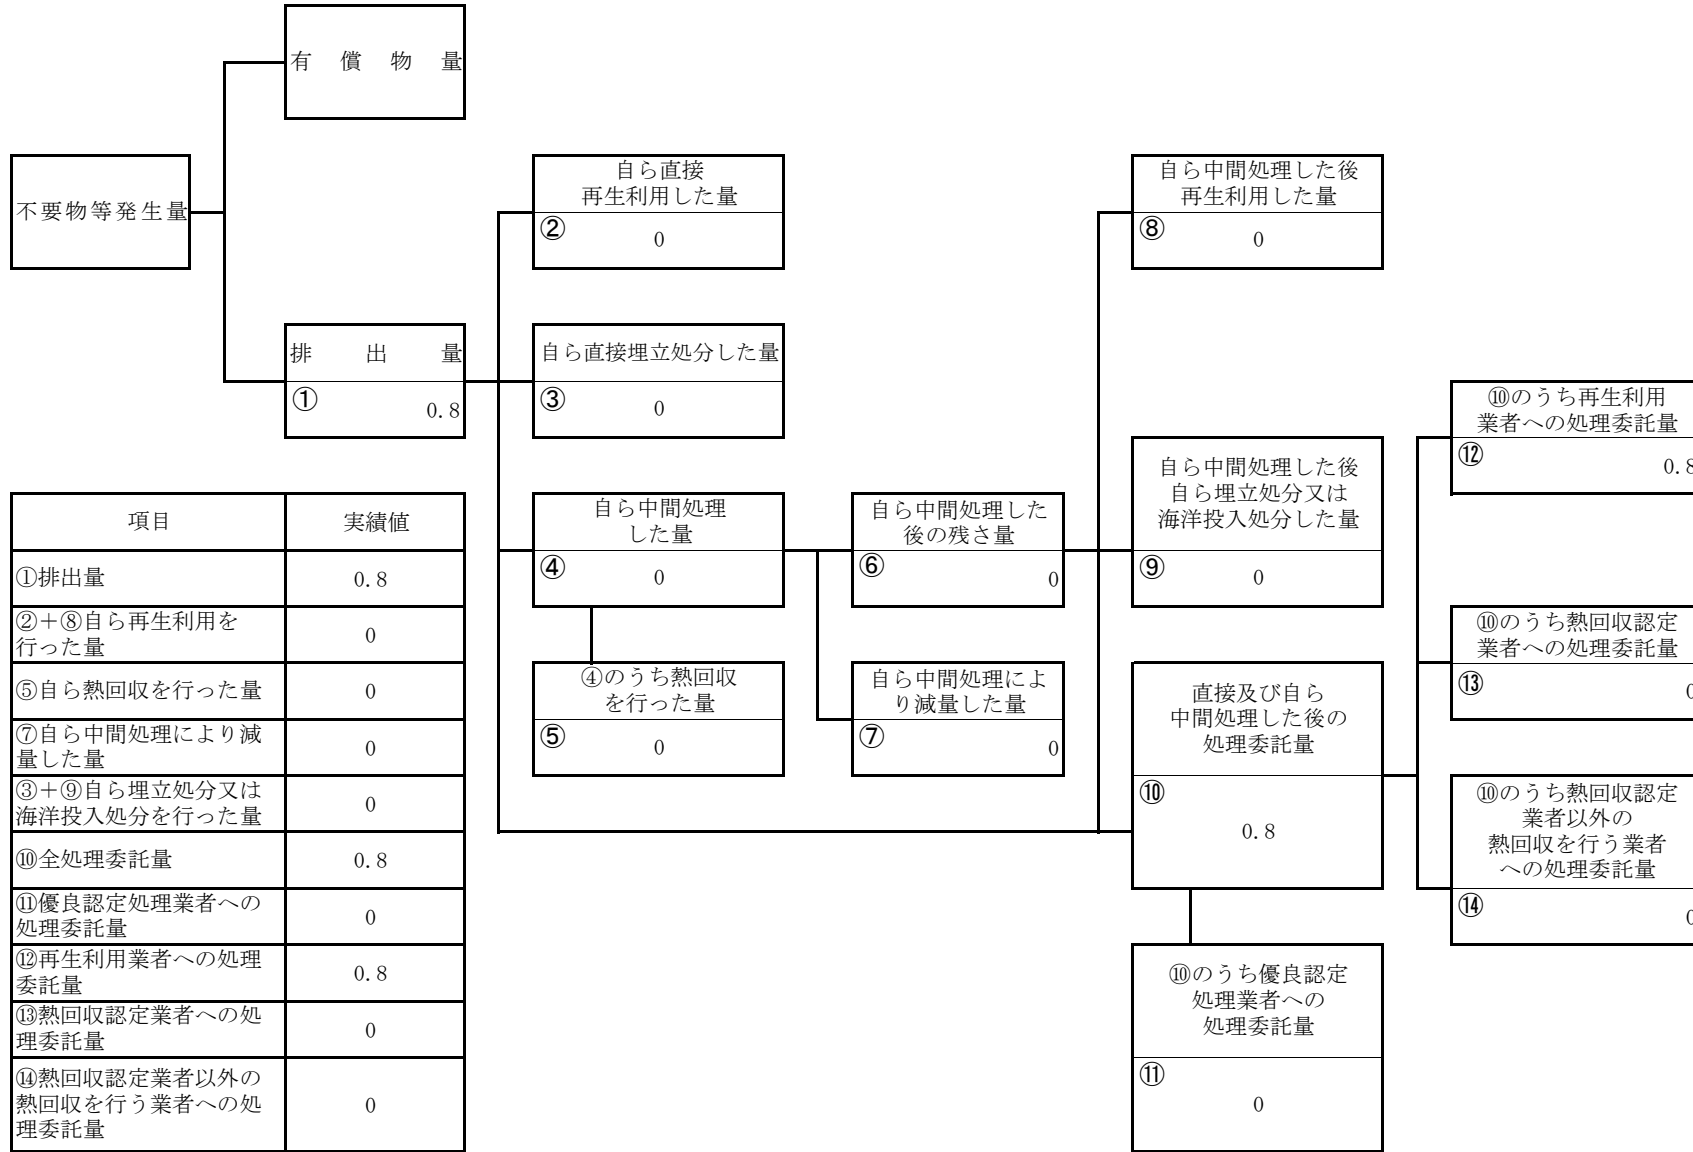 有償物量
不要物等発生量
排出量
①
0.8
自ら直接
再生利用した量
②
0
自ら直接埋立処分した量
③
0
自ら中間処理
した量
④
0
④のうち熱回収
を行った量
⑤
0
自ら中間処理した
後の残さ量
⑥
0
自ら中間処理によ
り減量した量
⑦
0
自ら中間処理した後
再生利用した量
⑧
0
自ら中間処理した後
自ら埋立処分又は
海洋投入処分した量
⑨
0
直接及び自ら
中間処理した後の
処理委託量
⑩
0.8
⑩のうち優良認定
処理業者への
処理委託量
⑪
0
⑩のうち再生利用
業者への処理委託量
⑫
0.8
⑩のうち熱回収認定
業者への処理委託量
⑬
0
⑩のうち熱回収認定
業者以外の
熱回収を行う業者
への処理委託量
⑭
0
項目 実績値
①排出量 0.8
②＋⑧自ら再生利用を
行った量 0
⑤自ら熱回収を行った量 0
⑦自ら中間処理により減
量した量 0
③＋⑨自ら埋立処分又は
海洋投入処分を行った量 0
⑩全処理委託量 0.8
⑪優良認定処理業者への
処理委託量 0
⑫再生利用業者への処理
委託量 0.8
⑬熱回収認定業者への処
理委託量 0
⑭熱回収認定業者以外の
熱回収を行う業者への処
理委託量 0